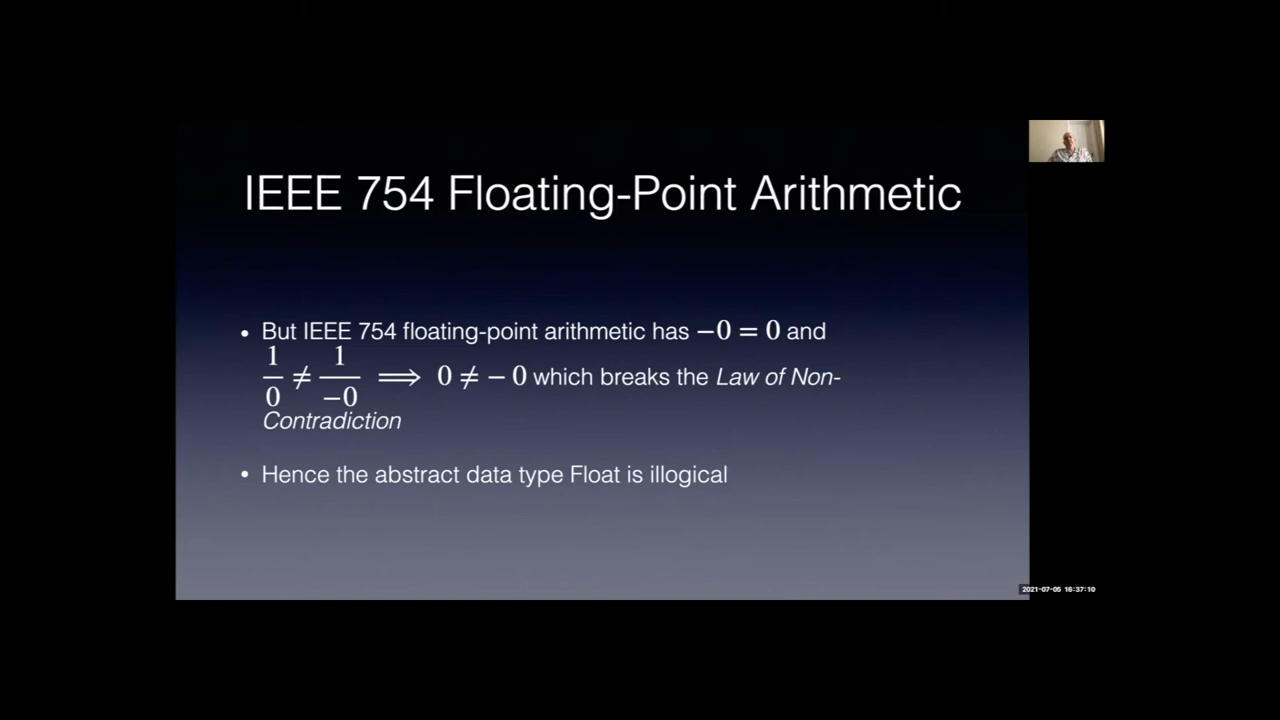 IEEE 754 Floating-Point Arithmetic
• But IEEE 754 floating-point arithmetic has −0 = 0 and
1/0 ≠ 1/−0 ⟹ 0 ≠ − 0 which breaks the Law of Non-
Contradiction
• Hence the abstract data type Float is illogical
2021-07-05 16:37:10